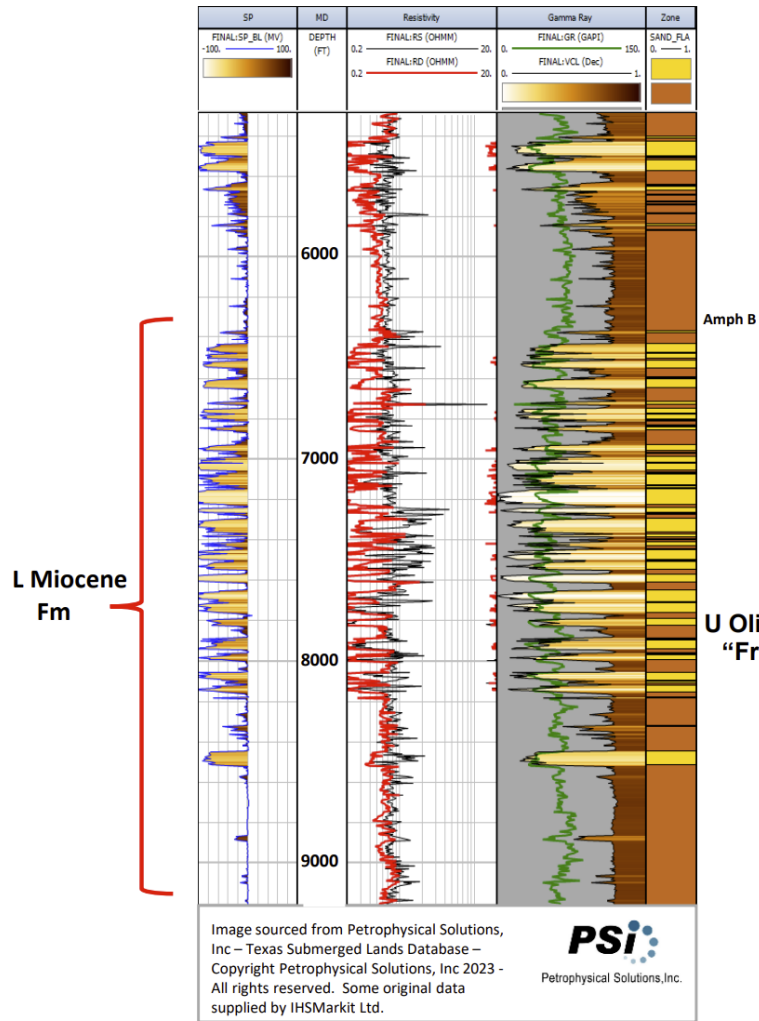 SP MD Resistivity Gamma Ray Zone
FINAL:SP_BL (MV) DEPTH FINAL:RS (OHMM) FINAL:GR (GAPI) SAND_FLA
-100. 100. (FT) 0.2 20. 0. 150. 0. 1.
FINAL:RD (OHMM) FINAL:VCL (Dec)
0.2 20. 0. 1.
6000
Amph B
7000
L Miocene
Fm
U Oli
"Fr
8000
9000
Image sourced from Petrophysical Solutions,
Inc – Texas Submerged Lands Database –
Copyright Petrophysical Solutions, Inc 2023 -
All rights reserved. Some original data
supplied by IHSMarkit Ltd.
PSi
Petrophysical Solutions,Inc.